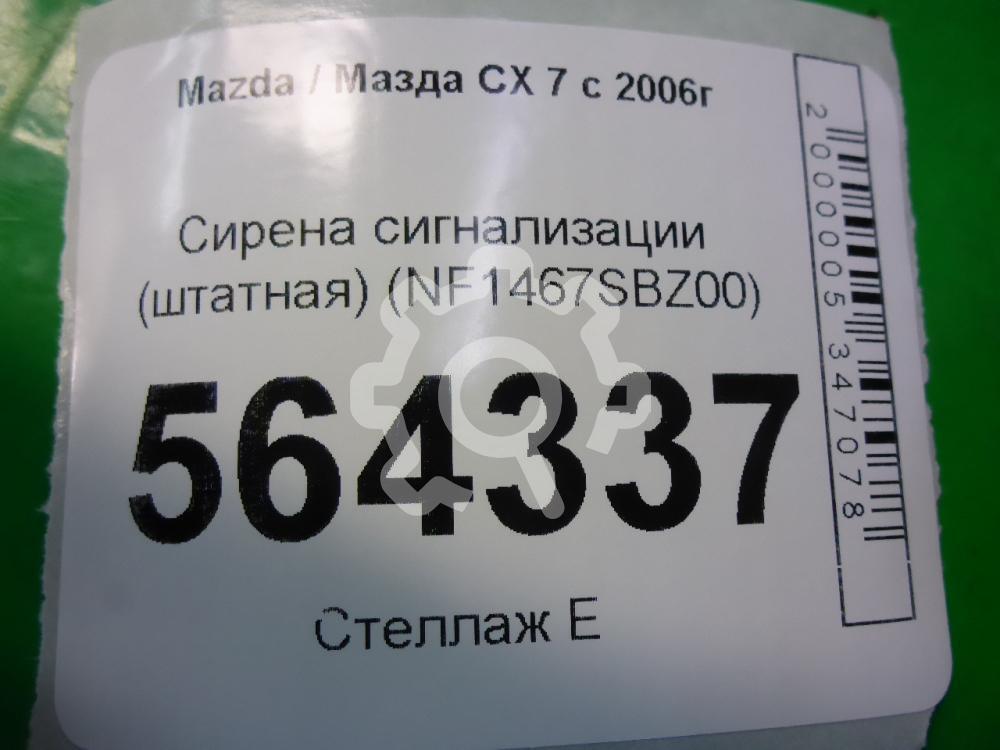 Mazda / Мазда CX 7 с 2006г
Сирена сигнализации
(штатная) (NF1467SBZ00)
564337
Стеллаж Е
2000005347078